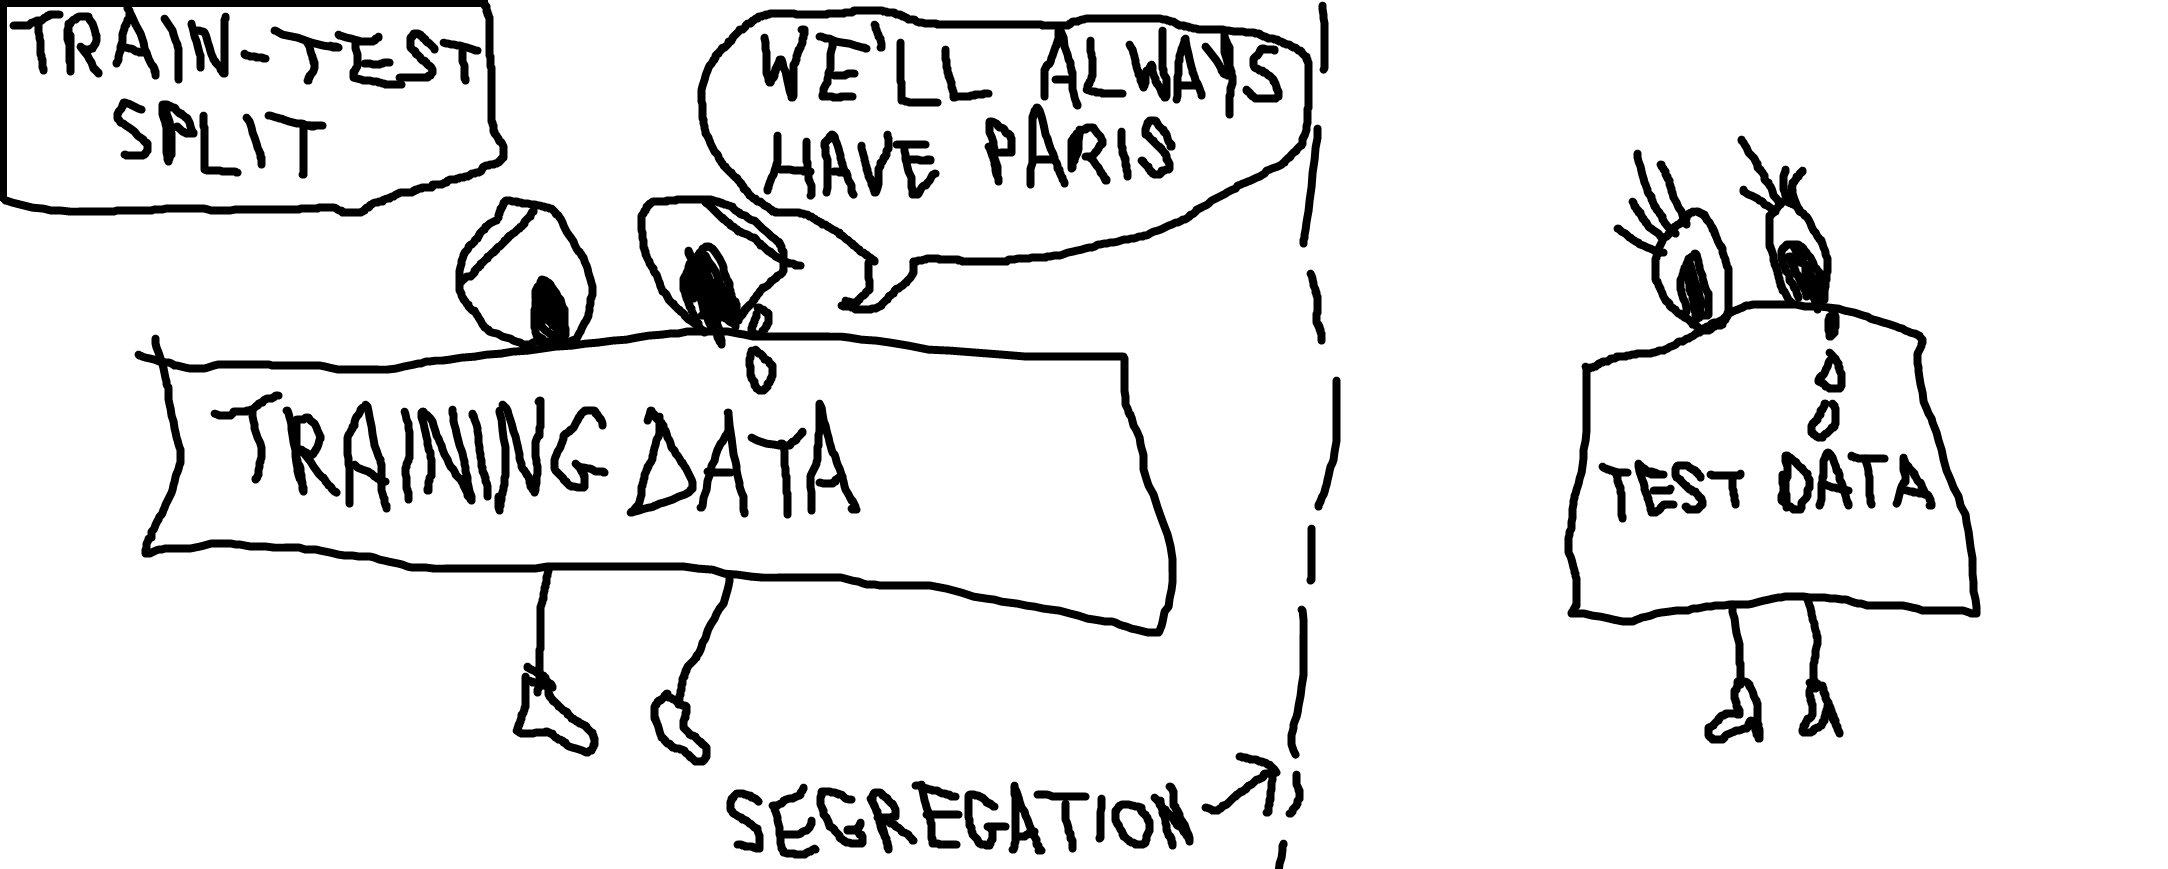 TRAIN-TEST
SPLIT
WE'LL ALWAYS
HAVE PARIS
TRAINING DATA
TEST DATA
SEGREGATION